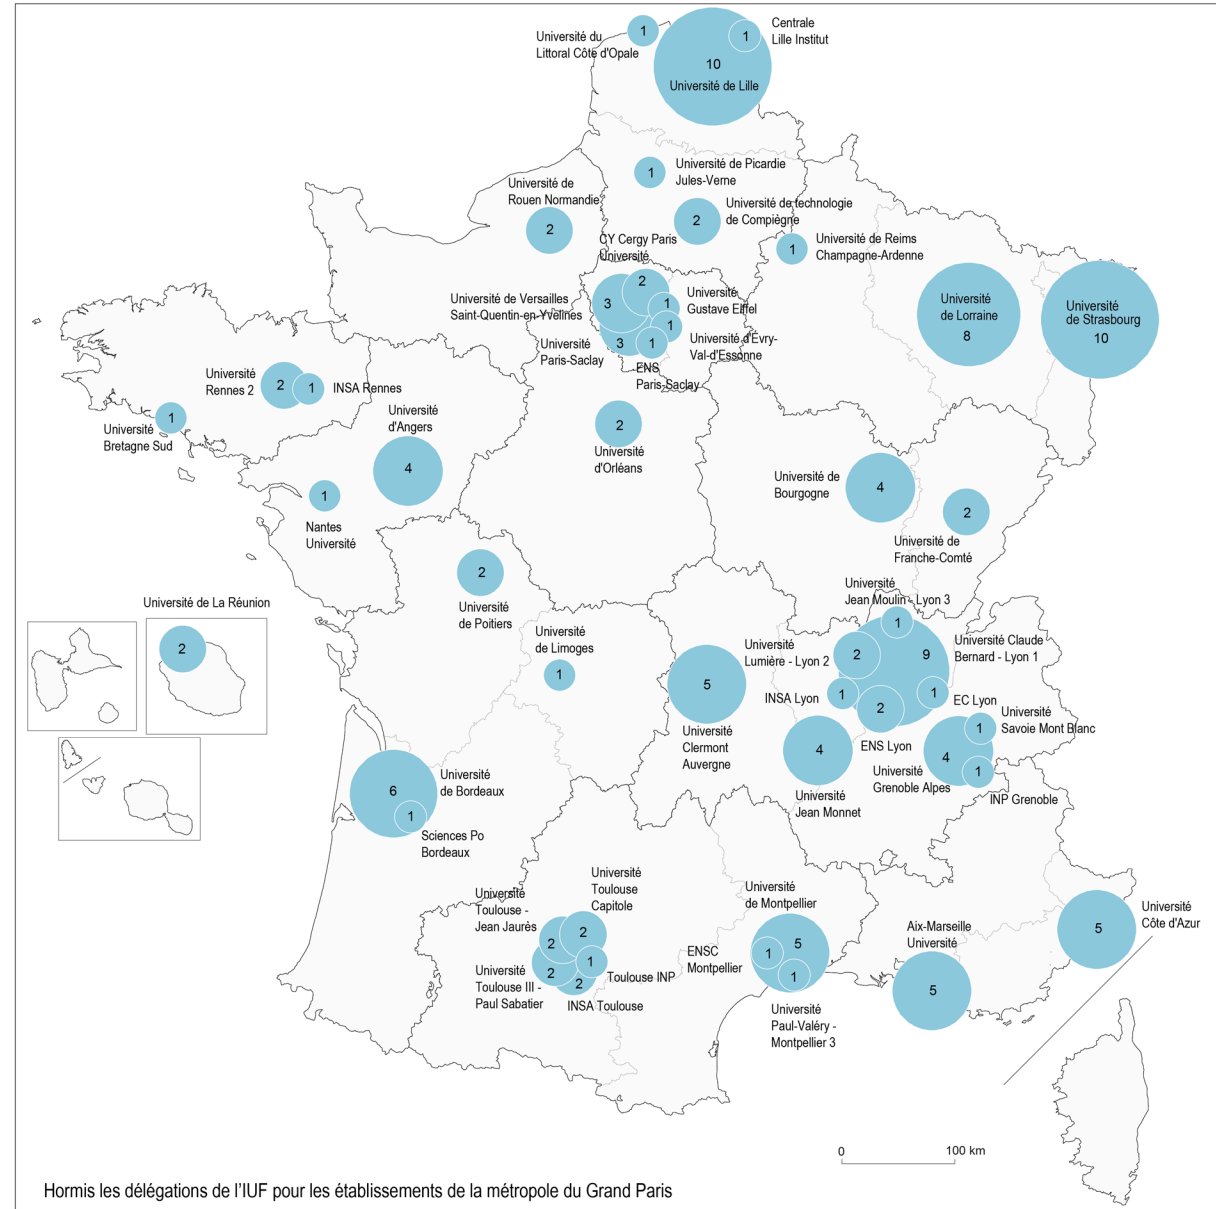 Université du
Littoral Côte d'Opale
1
Centrale
Lille Institut
1
10
Université de Lille
1
Université de Picardie
Jules-Verne
Université de
Rouen Normandie
2
Université de technologie
de Compiègne
2
1
Université de Reims
Champagne-Ardenne
CY Cergy Paris
Université
2
Université de Versailles
Saint-Quentin-en-Yvelines
3
1
Université
Gustave Eiffel
1
Université d'Évry-
Val-d'Essonne
Université
Paris-Saclay
3
1
ENS
Paris-Saclay
Université
de Lorraine
8
Université
de Strasbourg
10
Université
Rennes 2
2
1
INSA Rennes
1
Université
Bretagne Sud
Université
d'Angers
4
1
Nantes
Université
2
Université
d'Orléans
Université de
Bourgogne
4
2
Université de
Franche-Comté
2
Université
de Poitiers
Université de La Réunion
2
Université
de Limoges
1
5
Université
Clermont
Auvergne
Université
Jean Moulin - Lyon 3
1
Université
Lumière - Lyon 2
2
9
Université Claude
Bernard - Lyon 1
INSA Lyon
1
2
1
EC Lyon
ENS Lyon
4
Université
Jean Monnet
Université
Savoie Mont Blanc
1
4
Université
Grenoble Alpes
1
INP Grenoble
6
Université
de Bordeaux
1
Sciences Po
Bordeaux
Université
Toulouse
Capitole
2
Université
Toulouse -
Jean Jaurès
2
Université
Toulouse III -
Paul Sabatier
2
1
Toulouse INP
2
INSA Toulouse
Université
de Montpellier
5
ENSC
Montpellier
1
1
Université
Paul-Valéry -
Montpellier 3
Aix-Marseille
Université
5
5
Université
Côte d'Azur
0
100 km
Hormis les délégations de l'IUF pour les établissements de la métropole du Grand Paris